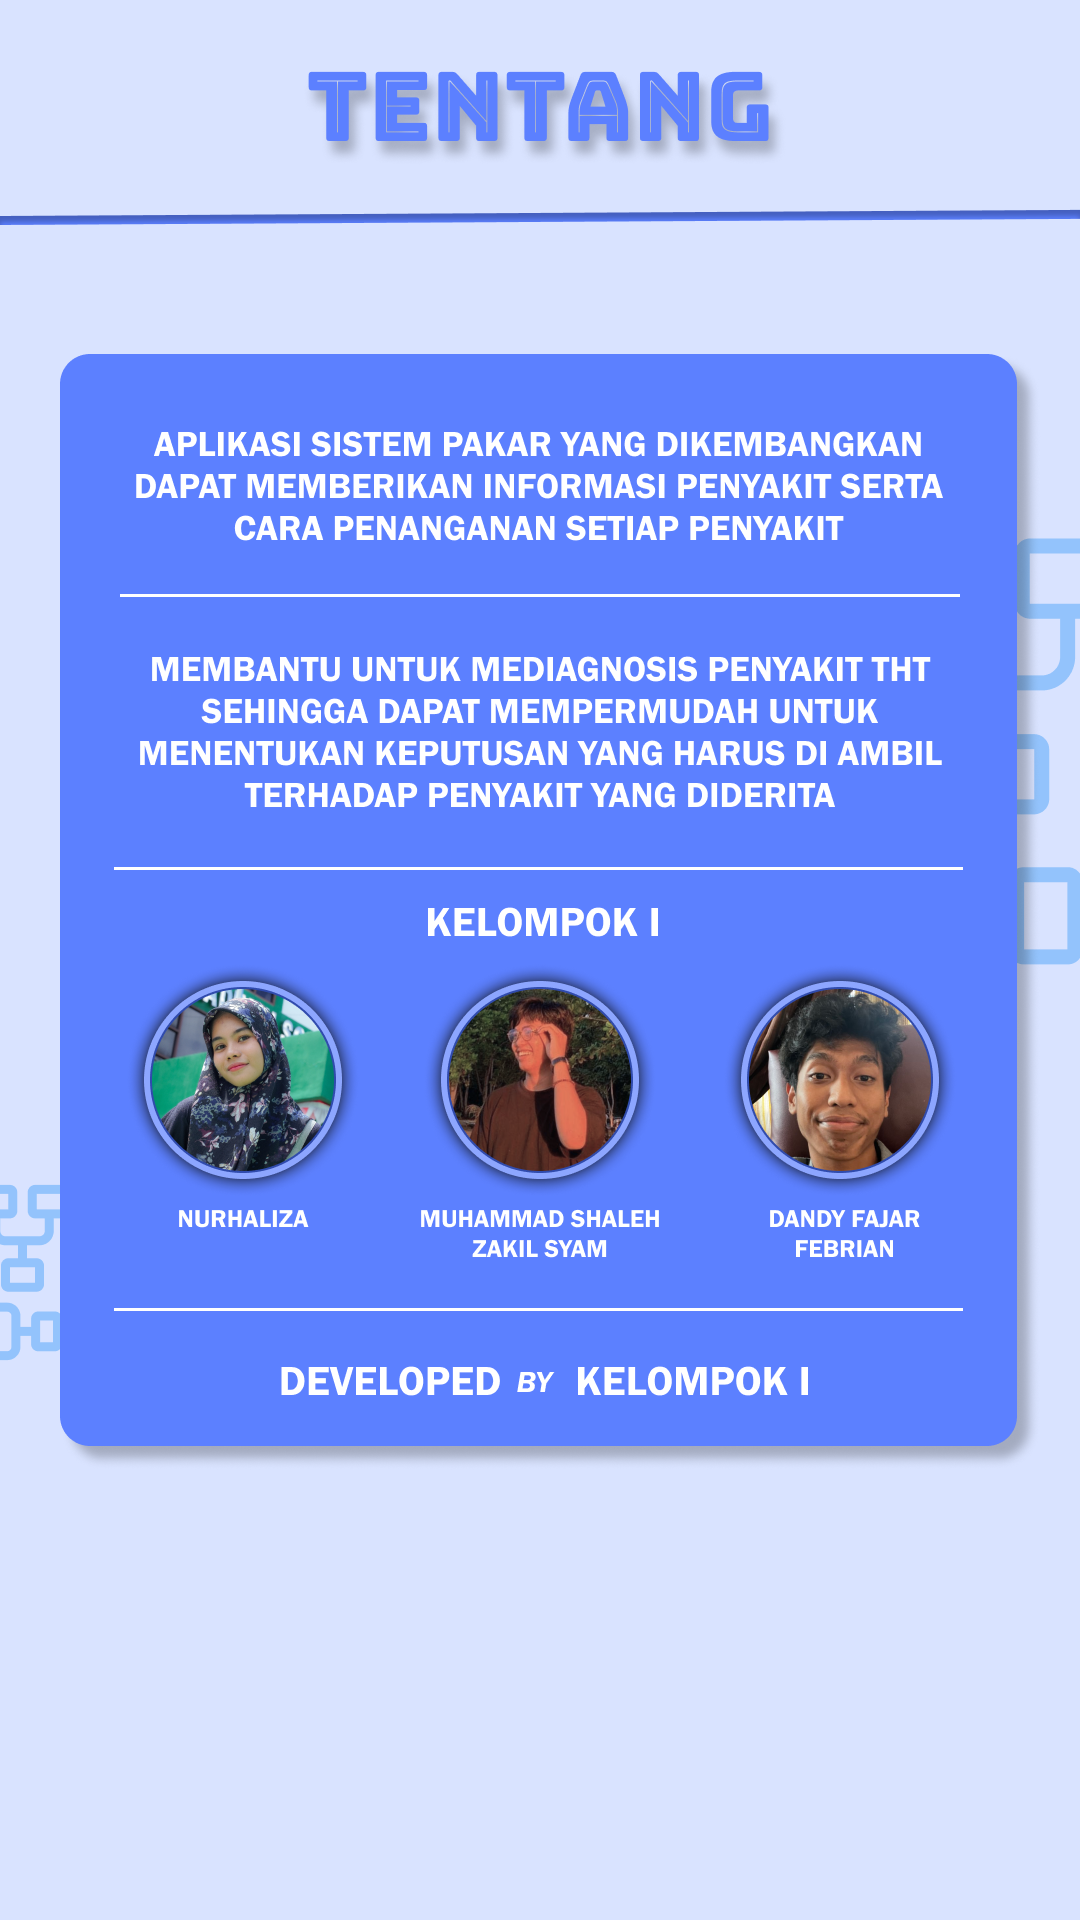 TENTANG
APLIKASI SISTEM PAKAR YANG DIKEMBANGKAN
DAPAT MEMBERIKAN INFORMASI PENYAKIT SERTA
CARA PENANGANAN SETIAP PENYAKIT
MEMBANTU UNTUK MEDIAGNOSIS PENYAKIT THT
SEHINGGA DAPAT MEMPERMUDAH UNTUK
MENENTUKAN KEPUTUSAN YANG HARUS DI AMBIL
TERHADAP PENYAKIT YANG DIDERITA
KELOMPOK I
NURHALIZA
MUHAMMAD SHALEH
ZAKIL SYAM
DANDY FAJAR
FEBRIAN
DEVELOPED BY KELOMPOK I